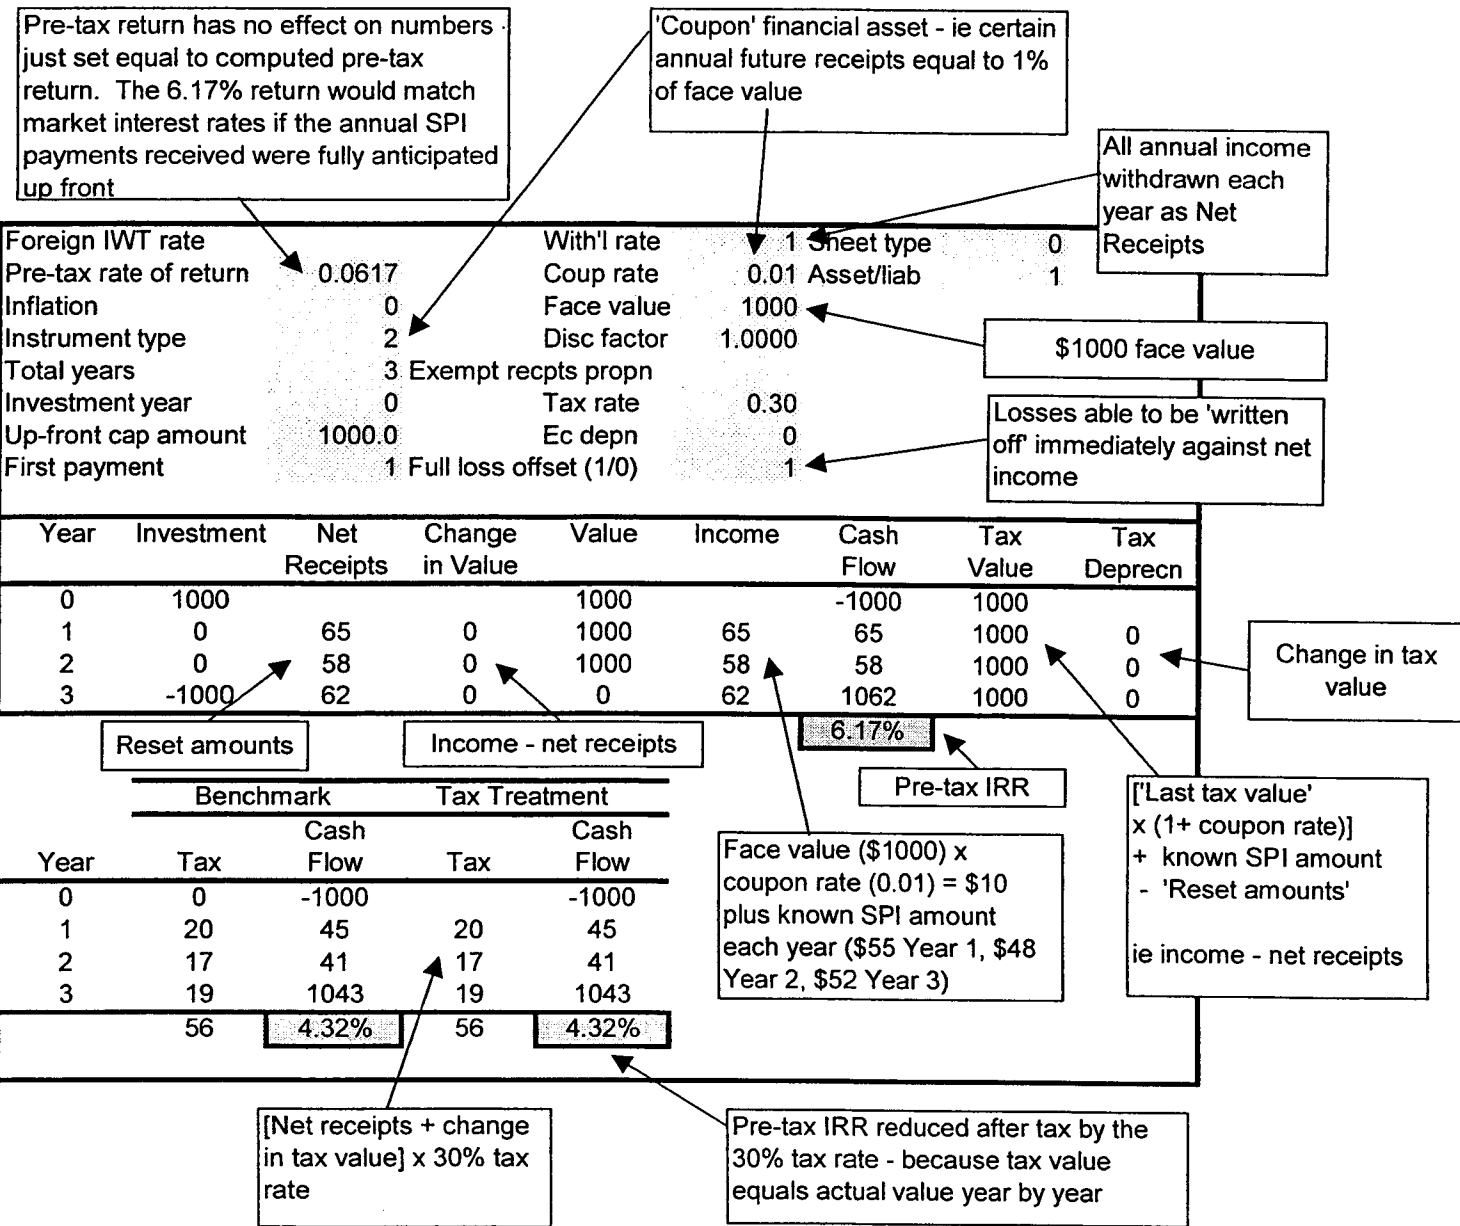 Pre-tax return has no effect on numbers -
just set equal to computed pre-tax
return. The 6.17% return would match
market interest rates if the annual SPI
payments received were fully anticipated
up front
'Coupon' financial asset - ie certain
annual future receipts equal to 1%
of face value
All annual income
withdrawn each
year as Net
Receipts
Foreign IWT rate With'l rate 1 Sheet type 0
Pre-tax rate of return 0.0617 Coup rate 0.01 Asset/liab 1
Inflation 0 Face value 1000
Instrument type 2 Disc factor 1.0000
Total years 3 Exempt recpts propn
Investment year 0 Tax rate 0.30
Up-front cap amount 1000.0 Ec depn 0
First payment 1 Full loss offset (1/0) 1
$1000 face value
Losses able to be 'written
off' immediately against net
income
Year Investment Net Change Value Income Cash Tax Tax
Receipts in Value Flow Value Deprecn
0 1000 1000 -1000 1000
1 0 65 0 1000 65 65 1000 0
2 0 58 0 1000 58 58 1000 0
3 -1000 62 0 0 62 1062 1000 0
6.17%
Change in tax
value
Reset amounts
Income - net receipts
Pre-tax IRR
['Last tax value'
x (1+ coupon rate)]
+ known SPI amount
- 'Reset amounts'
ie income - net receipts
Face value ($1000) x
coupon rate (0.01) = $10
plus known SPI amount
each year ($55 Year 1, $48
Year 2, $52 Year 3)
Benchmark Tax Treatment
Cash Cash
Year Tax Flow Tax Flow
0 0 -1000 -1000
1 20 45 20 45
2 17 41 17 41
3 19 1043 19 1043
56 4.32% 56 4.32%
[Net receipts + change
in tax value] x 30% tax
rate
Pre-tax IRR reduced after tax by the
30% tax rate - because tax value
equals actual value year by year